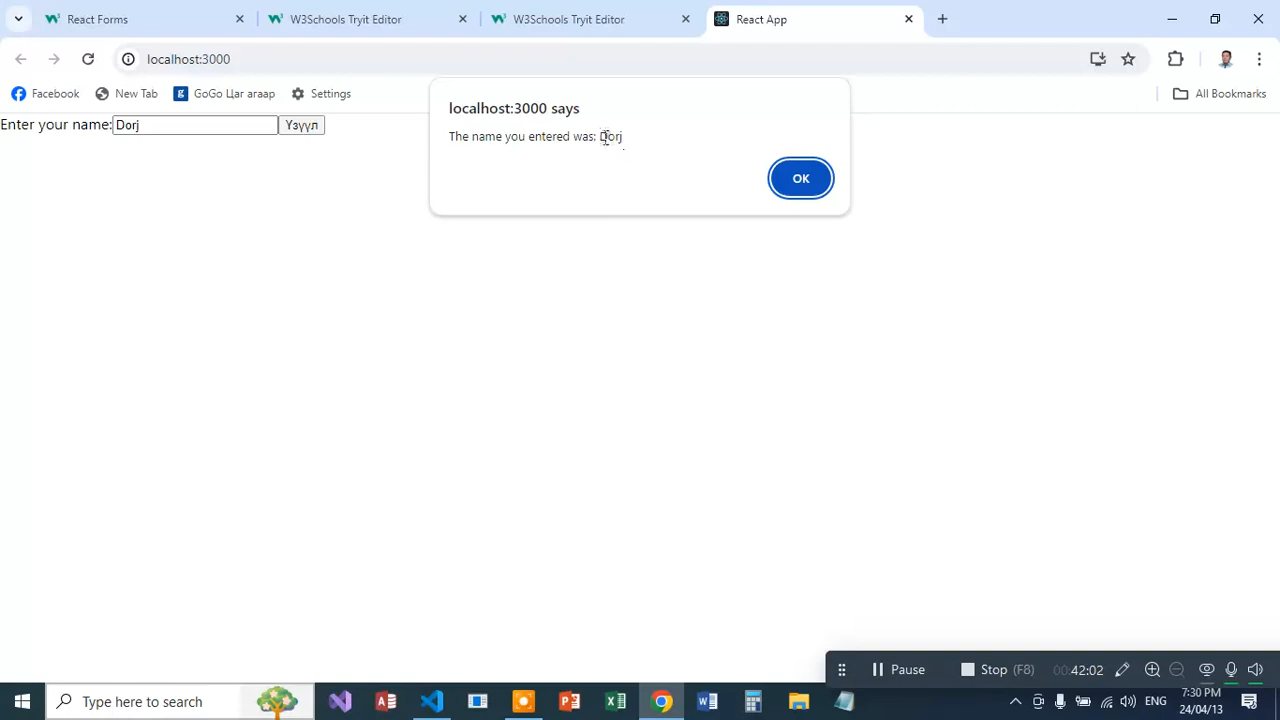 React Forms
W3Schools Tryit Editor
W3Schools Tryit Editor
React App
localhost:3000
Facebook
New Tab
GoGo Цаг агаар
Settings
All Bookmarks
Enter your name:
Dorj
Үзүүл
localhost:3000 says
The name you entered was: Dorj
OK
Pause
Stop (F8)
00:42:02
Type here to search
ENG
7:30 PM
24/04/13